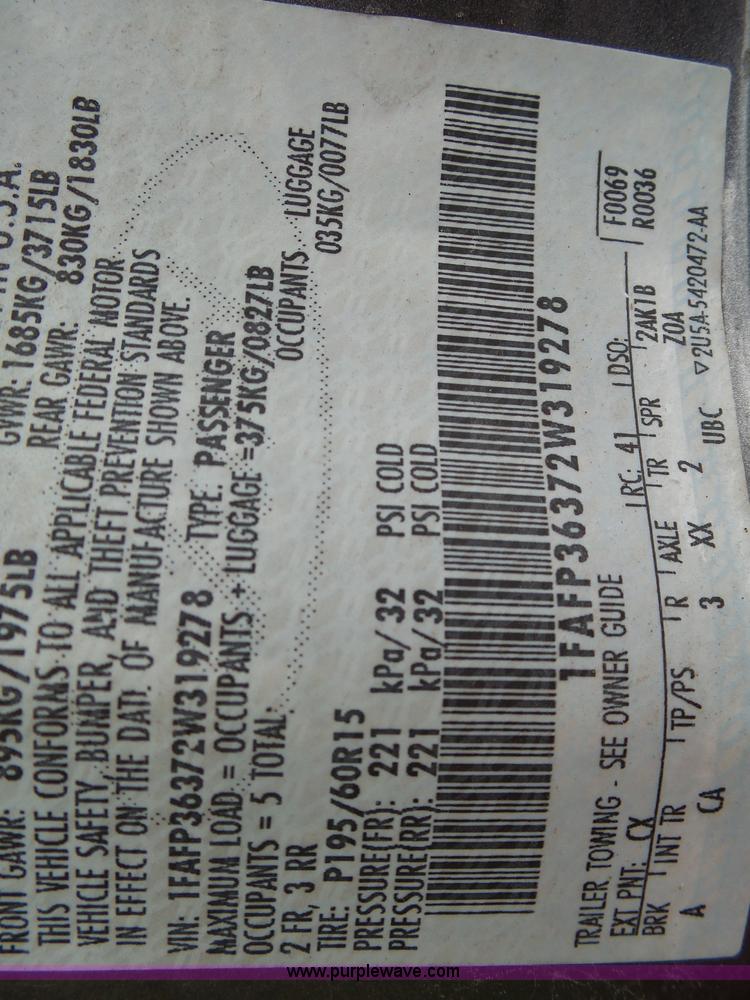 IN U.S.A.
GVWR: 1685KG/3715LB
FRONT GAWR: 895KG/1975LB REAR GAWR: 830KG/1830LB
THIS VEHICLE CONFORMS TO ALL APPLICABLE FEDERAL MOTOR
VEHICLE SAFETY, BUMPER, AND THEFT PREVENTION STANDARDS
IN EFFECT ON THE DATE OF MANUFACTURE SHOWN ABOVE.
VIN: 1FAFP36372W319278 TYPE: PASSENGER
MAXIMUM LOAD = OCCUPANTS + LUGGAGE =375KG/0827LB
OCCUPANTS = 5 TOTAL: OCCUPANTS LUGGAGE
2 FR, 3 RR 035KG/0077LB
TIRE: P195/60R15
PRESSURE(FR): 221 kPa/32 PSI COLD
PRESSURE(RR): 221 kPa/32 PSI COLD
1FAFP36372W319278
TRAILER TOWING - SEE OWNER GUIDE
EXT PNT: CX RC: 41 DSO: F0069
BRK INT TR TP/PS R AXLE TR SPR 2AK1B R0036
A CA 3 XX 2 UBC Z0A
▽2U5A-5420472-AA
www.purplewave.com